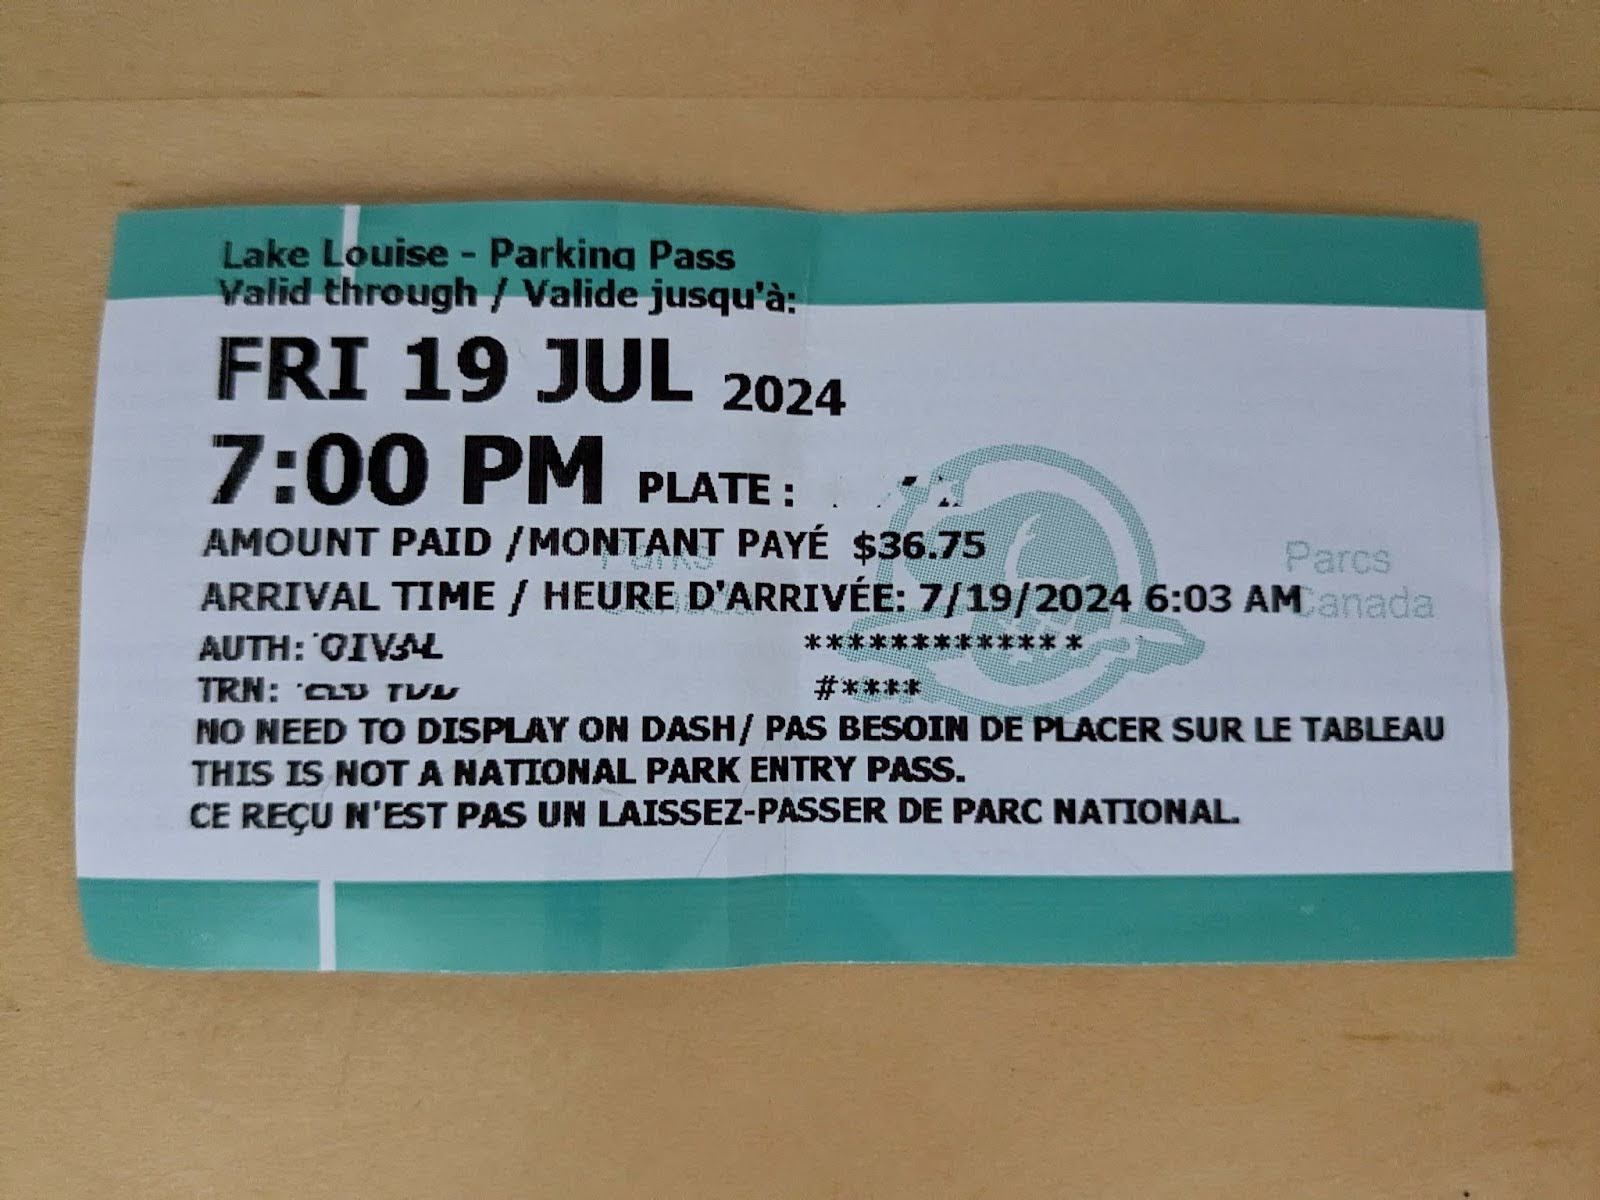 Lake Louise - Parking Pass
Valid through / Valide jusqu'à:
FRI 19 JUL 2024
7:00 PM PLATE :
AMOUNT PAID /MONTANT PAYÉ $36.75
ARRIVAL TIME / HEURE D'ARRIVÉE: 7/19/2024 6:03 AM
AUTH: *************
TRN: #****
NO NEED TO DISPLAY ON DASH/ PAS BESOIN DE PLACER SUR LE TABLEAU
THIS IS NOT A NATIONAL PARK ENTRY PASS.
CE REÇU N'EST PAS UN LAISSEZ-PASSER DE PARC NATIONAL.
Parks
Canada
Parcs
Canada